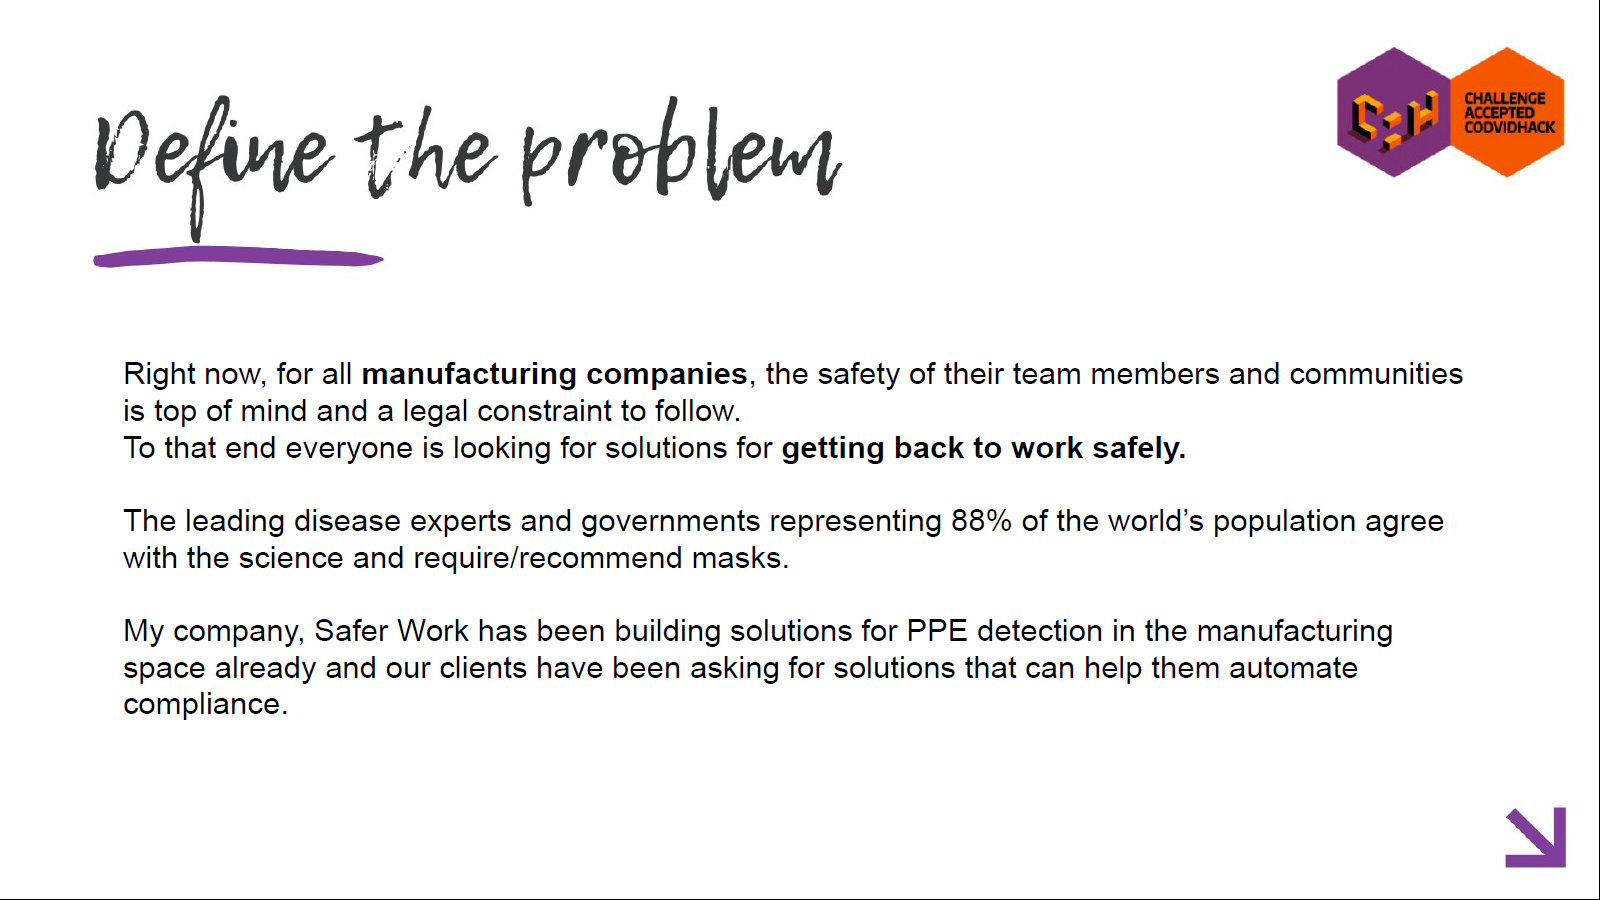 Define the problem
C:H
CHALLENGE
ACCEPTED
CODVIDHACK
Right now, for all manufacturing companies, the safety of their team members and communities
is top of mind and a legal constraint to follow.
To that end everyone is looking for solutions for getting back to work safely.
The leading disease experts and governments representing 88% of the world’s population agree
with the science and require/recommend masks.
My company, Safer Work has been building solutions for PPE detection in the manufacturing
space already and our clients have been asking for solutions that can help them automate
compliance.